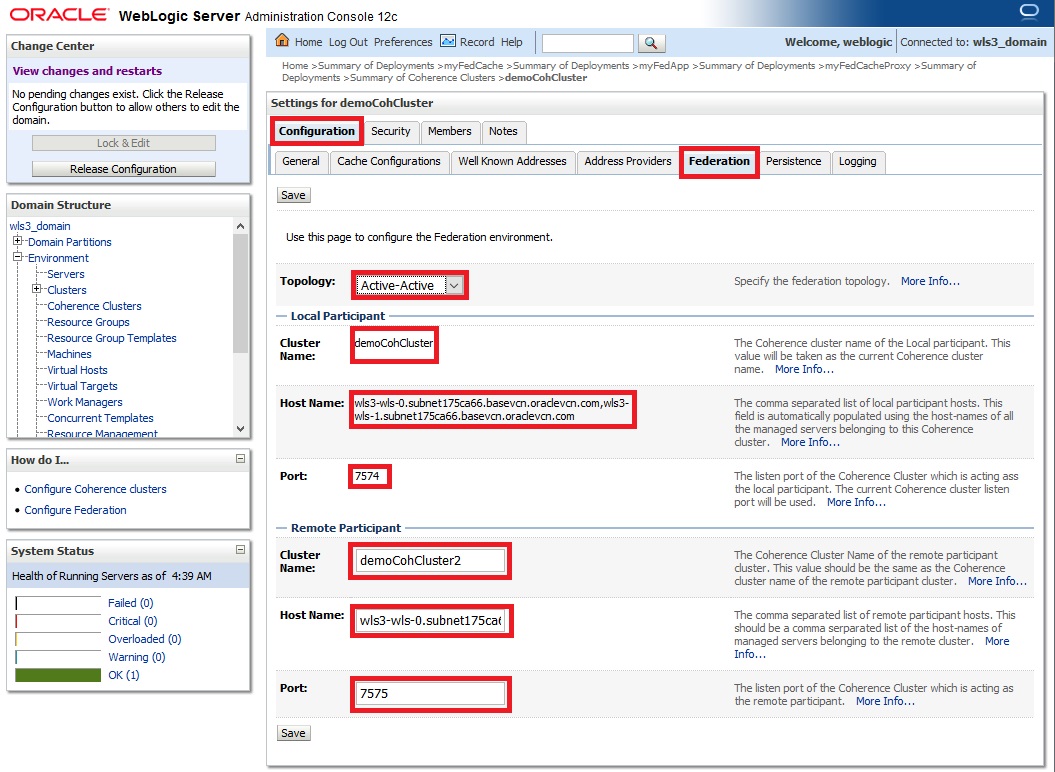 ORACLE® WebLogic Server Administration Console 12c
Change Center
View changes and restarts
No pending changes exist. Click the Release
Configuration button to allow others to edit the
domain.
Lock & Edit
Release Configuration
Domain Structure
wls3_domain
Domain Partitions
Environment
Servers
Clusters
Coherence Clusters
Resource Groups
Resource Group Templates
Machines
Virtual Hosts
Virtual Targets
Work Managers
Concurrent Templates
Resource Management
How do I...
Configure Coherence clusters
Configure Federation
System Status
Health of Running Servers as of 4:39 AM
Failed (0)
Critical (0)
Overloaded (0)
Warning (0)
OK (1)
Home Log Out Preferences Record Help
Welcome, weblogic Connected to: wls3_domain
Home >Summary of Deployments >myFedCache >Summary of Deployments >myFedApp >Summary of Deployments >myFedCacheProxy >Summary of
Deployments >Summary of Coherence Clusters >demoCohCluster
Settings for demoCohCluster
Configuration Security Members Notes
General Cache Configurations Well Known Addresses Address Providers Federation Persistence Logging
Save
Use this page to configure the Federation environment.
Topology: Active-Active Specify the federation topology. More Info...
Local Participant
Cluster
Name:
demoCohCluster
The Coherence cluster name of the Local participant. This
value will be taken as the current Coherence cluster
name. More Info...
Host Name:
wls3-wls-0.subnet175ca66.basevcn.oraclevcn.com,wls3-
wls-1.subnet175ca66.basevcn.oraclevcn.com
The comma separated list of local participant hosts. This
field is automatically populated using the host-names of all
the managed servers belonging to this Coherence
cluster. More Info...
Port:
7574
The listen port of the Coherence Cluster which is acting ass
the local participant. The current Coherence cluster listen
port will be used. More Info...
Remote Participant
Cluster
Name:
demoCohCluster2
The Coherence Cluster Name of the remote participant
cluster. This value should be the same as the Coherence
cluster name of the remote participant cluster. More Info...
Host Name:
wls3-wls-0.subnet175ca6
The comma separated list of remote participant hosts. This
should be a comma serparated list of the host-names of
managed servers belonging to the remote cluster. More
Info...
Port:
7575
The listen port of the Coherence Cluster which is acting as
the remote participant. More Info...
Save